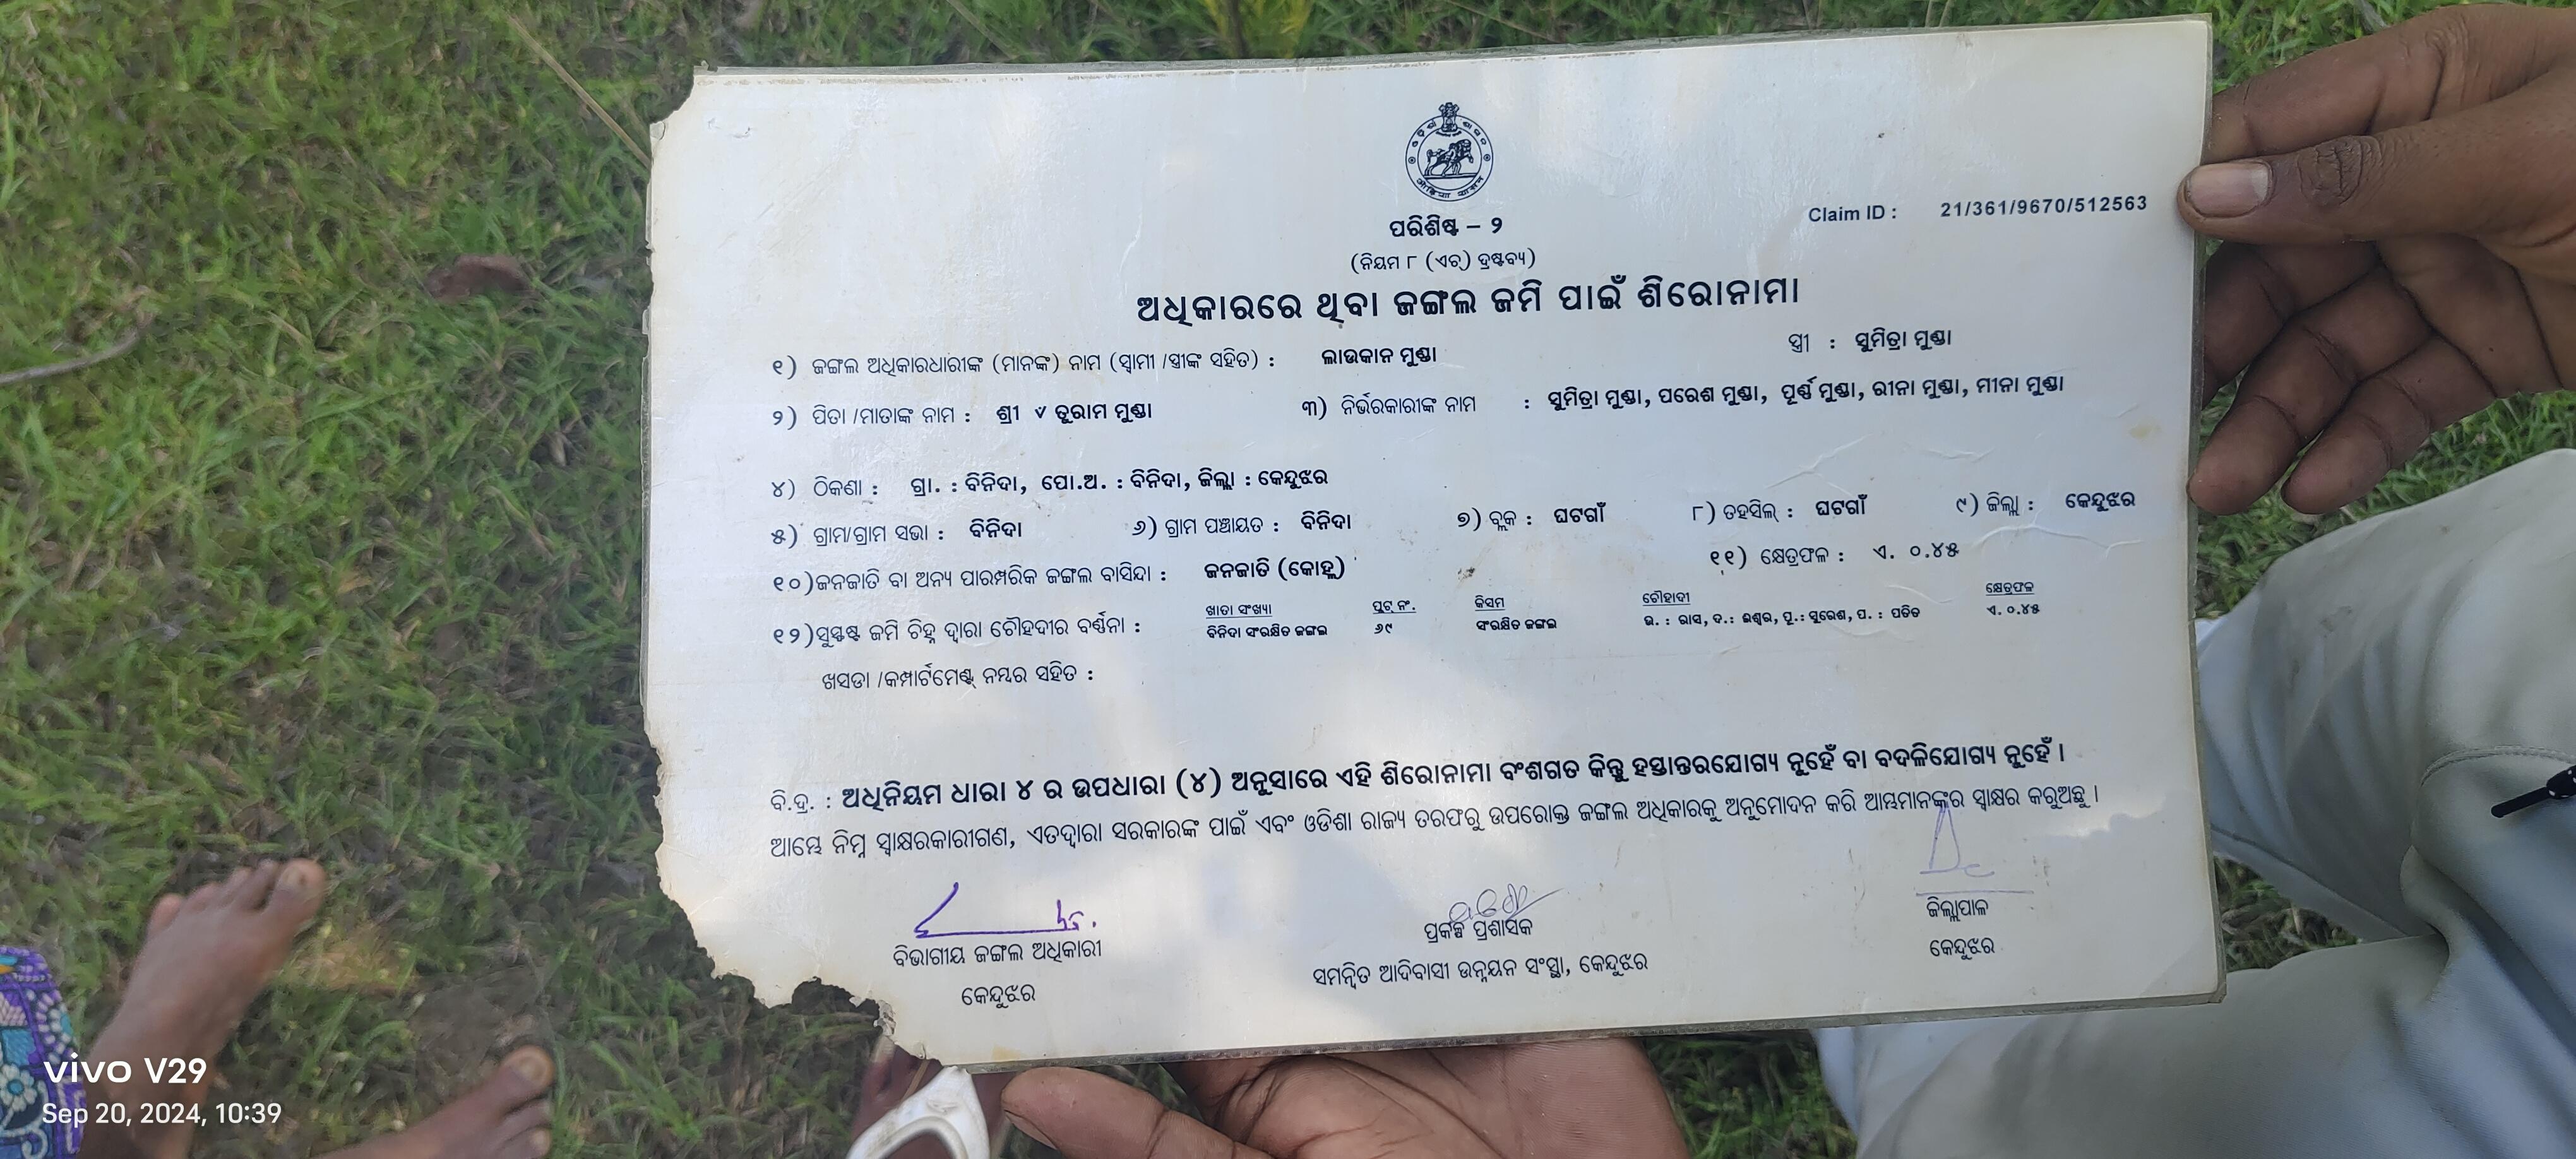 ପରିଶିଷ୍ଟ – ୨
Claim ID : 21/361/9670/512563
(ନିୟମ ୮ (ଏଚ୍) ଦ୍ରଷ୍ଟବ୍ୟ)
ଅଧିକାରରେ ଥିବା ଜଙ୍ଗଲ ଜମି ପାଇଁ ଶିରୋନାମା
୧) ଜଙ୍ଗଲ ଅଧିକାରଧାରୀଙ୍କ (ମାନଙ୍କ) ନାମ (ସ୍ୱାମୀ /ସ୍ତ୍ରୀଙ୍କ ସହିତ) : ଲାଉକାନ ମୁଣ୍ଡା ସ୍ତ୍ରୀ : ସୁମିତ୍ରା ମୁଣ୍ଡା
୨) ପିତା /ମାତାଙ୍କ ନାମ : ଶ୍ରୀ ୰ ତୁରାମ ମୁଣ୍ଡା ୩) ନିର୍ଭରକାରୀଙ୍କ ନାମ : ସୁମିତ୍ରା ମୁଣ୍ଡା, ପରେଶ ମୁଣ୍ଡା, ପୂର୍ଣ୍ଣ ମୁଣ୍ଡା, ରୀନା ମୁଣ୍ଡା, ମୀନା ମୁଣ୍ଡା
୪) ଠିକଣା : ଗ୍ରା. : ବିନିଦା, ପୋ.ଅ. : ବିନିଦା, ଜିଲ୍ଲା : କେନ୍ଦୁଝର
୫) ଗ୍ରାମ/ଗ୍ରାମ ସଭା : ବିନିଦା ୬) ଗ୍ରାମ ପଞ୍ଚାୟତ : ବିନିଦା ୭) ବ୍ଲକ : ଘଟଗାଁ ୮) ତହସିଲ୍ : ଘଟଗାଁ ୯) ଜିଲ୍ଲା : କେନ୍ଦୁଝର
୧୦)ଜନଜାତି ବା ଅନ୍ୟ ପାରମ୍ପରିକ ଜଙ୍ଗଲ ବାସିନ୍ଦା : ଜନଜାତି (କୋହ୍ଲ) ୧୧) କ୍ଷେତ୍ରଫଳ : ଏ. ୦.୪୫
ଖାତା ସଂଖ୍ୟା ପ୍ଲଟ୍ ନଂ. କିସମ ଚୌହାଦୀ କ୍ଷେତ୍ରଫଳ
୧୨)ସୁସ୍ପଷ୍ଟ ଜମି ଚିହ୍ନ ଦ୍ୱାରା ଚୌହଦୀର ବର୍ଣ୍ଣନା : ବିନିଦା ସଂରକ୍ଷିତ ଜଙ୍ଗଲ ୬୯ ସଂରକ୍ଷିତ ଜଙ୍ଗଲ ଉ. : ରାସ, ଦ.: ଈଶ୍ୱର, ପୂ.: ସୁରେଶ, ପ. : ପତିତ ଏ. ୦.୪୫
ଖସଡା /କମ୍ପାର୍ଟମେଣ୍ଟ୍ ନମ୍ବର ସହିତ :
ବି.ଦ୍ର. : ଅଧିନିୟମ ଧାରା ୪ ର ଉପଧାରା (୪) ଅନୁସାରେ ଏହି ଶିରୋନାମା ବଂଶଗତ କିନ୍ତୁ ହସ୍ତାନ୍ତରଯୋଗ୍ୟ ନୁହେଁ ବା ବଦଳିଯୋଗ୍ୟ ନୁହେଁ ।
ଆମ୍ଭେ ନିମ୍ନ ସ୍ୱାକ୍ଷରକାରୀଗଣ, ଏତଦ୍ୱାରା ସରକାରଙ୍କ ପାଇଁ ଏବଂ ଓଡିଶା ରାଜ୍ୟ ତରଫରୁ ଉପରୋକ୍ତ ଜଙ୍ଗଲ ଅଧିକାରକୁ ଅନୁମୋଦନ କରି ଆମ୍ଭମାନଙ୍କର ସ୍ୱାକ୍ଷର କରୁଅଛୁ ।
ବିଭାଗୀୟ ଜଙ୍ଗଲ ଅଧିକାରୀ
କେନ୍ଦୁଝର
ପ୍ରକଳ୍ପ ପ୍ରଶାସକ
ସମନ୍ୱିତ ଆଦିବାସୀ ଉନ୍ନୟନ ସଂସ୍ଥା, କେନ୍ଦୁଝର
ଜିଲ୍ଲାପାଳ
କେନ୍ଦୁଝର
vivo V29
Sep 20, 2024, 10:39